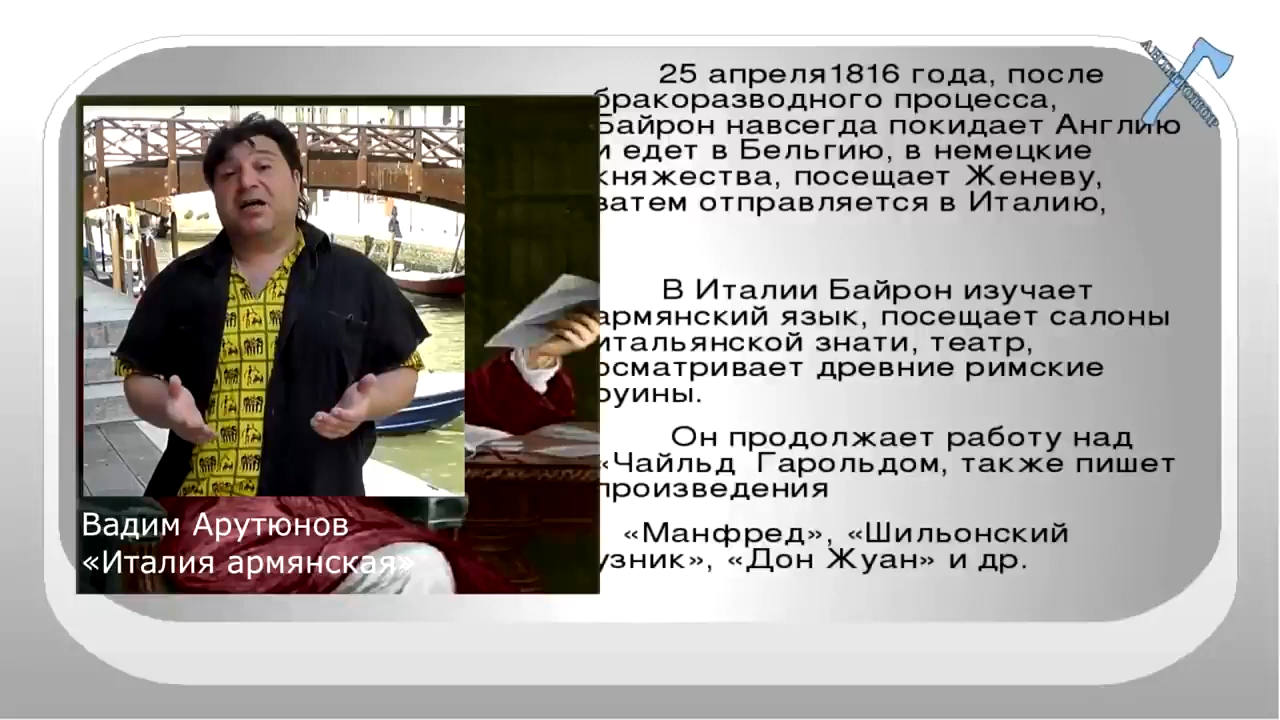 25 апреля1816 года, после
бракоразводного процесса,
Байрон навсегда покидает Англию
и едет в Бельгию, в немецкие
княжества, посещает Женеву,
затем отправляется в Италию,
В Италии Байрон изучает
армянский язык, посещает салоны
итальянской знати, театр,
осматривает древние римские
руины.
Он продолжает работу над
«Чайльд Гарольдом, также пишет
произведения
«Манфред», «Шильонский
узник», «Дон Жуан» и др.
Вадим Арутюнов
«Италия армянская»